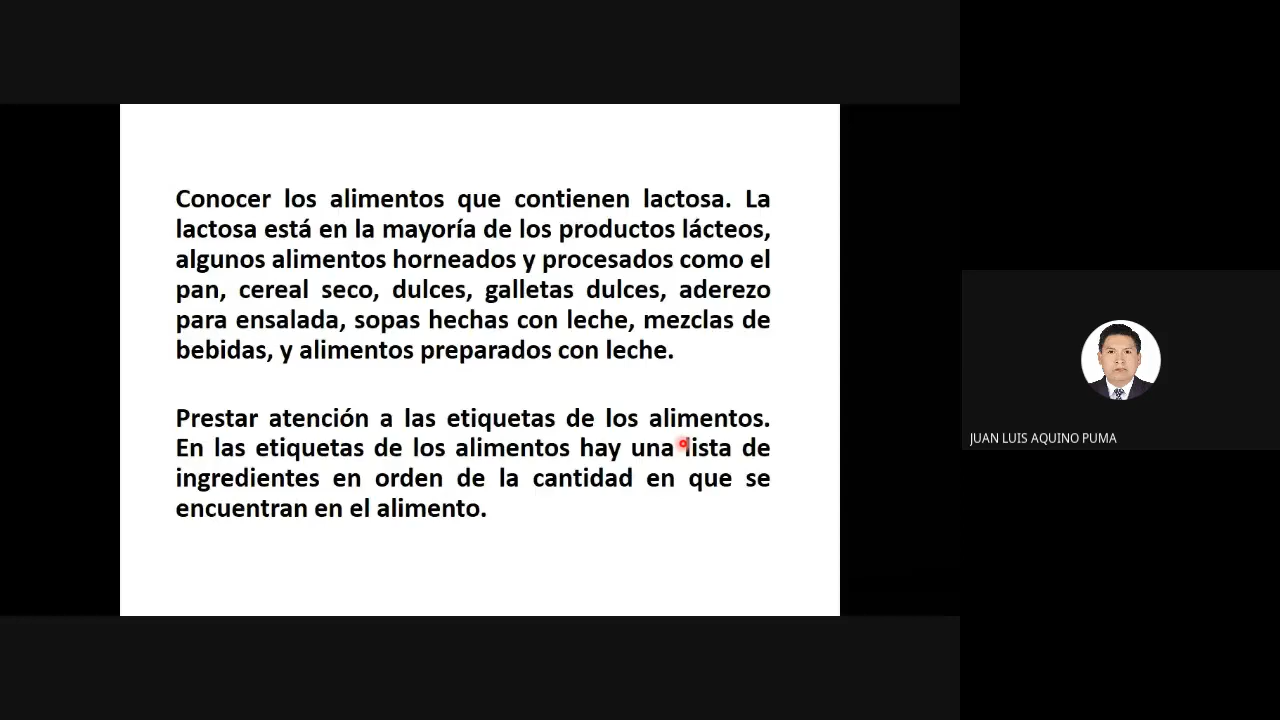 Conocer los alimentos que contienen lactosa. La
lactosa está en la mayoría de los productos lácteos,
algunos alimentos horneados y procesados como el
pan, cereal seco, dulces, galletas dulces, aderezo
para ensalada, sopas hechas con leche, mezclas de
bebidas, y alimentos preparados con leche.
Prestar atención a las etiquetas de los alimentos.
En las etiquetas de los alimentos hay una lista de
ingredientes en orden de la cantidad en que se
encuentran en el alimento.
JUAN LUIS AQUINO PUMA